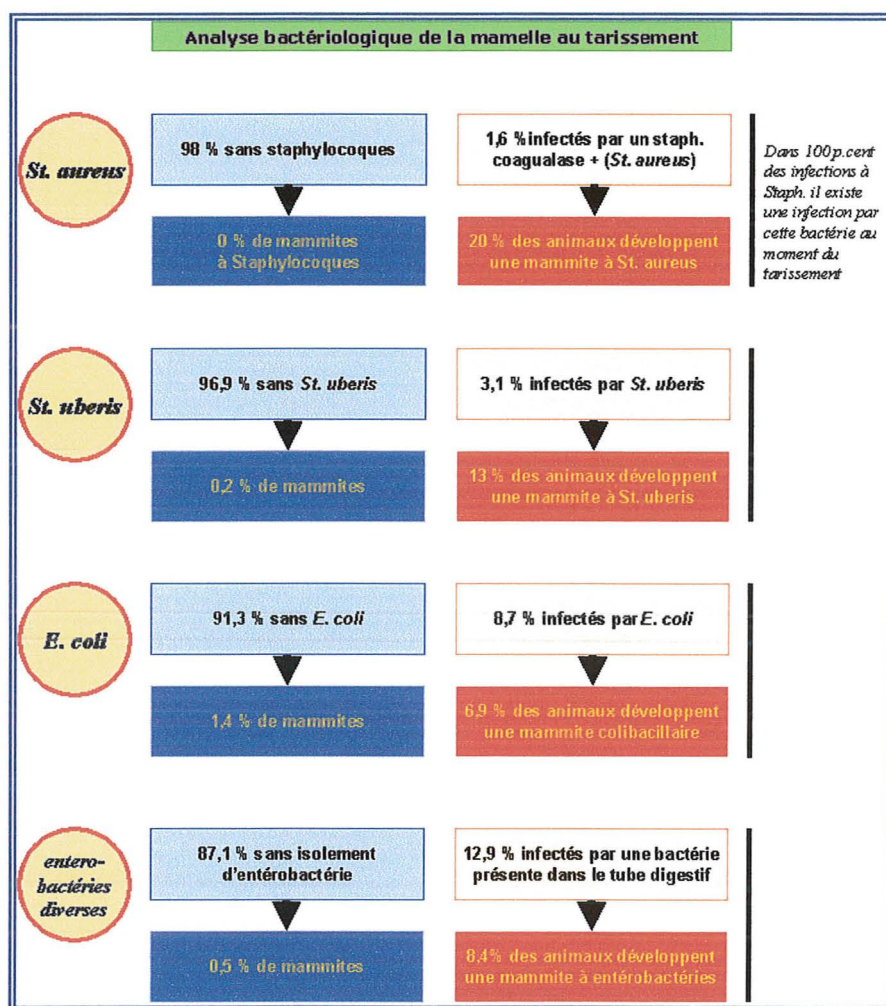 Analyse bactériologique de la mamelle au tarissement
St. aureus
98 % sans staphylocoques
1,6 % infectés par un staph.
coagualase + (St. aureus)
0 % de mammites
à Staphylocoques
20 % des animaux développent
une mammite à St. aureus
Dans 100 p.cent
des infections à
Staph. il existe
une infection par
cette bactérie au
moment du
tarissement
St. uberis
96,9 % sans St. uberis
3,1 % infectés par St. uberis
0,2 % de mammites
13 % des animaux développent
une mammite à St. uberis
E. coli
91,3 % sans E. coli
8,7 % infectés par E. coli
1,4 % de mammites
6,9 % des animaux développent
une mammite colibacillaire
entero-
bactéries
diverses
87,1 % sans isolement
d'entérobactérie
12,9 % infectés par une bactérie
présente dans le tube digestif
0,5 % de mammites
8,4% des animaux développent
une mammite à entérobactéries